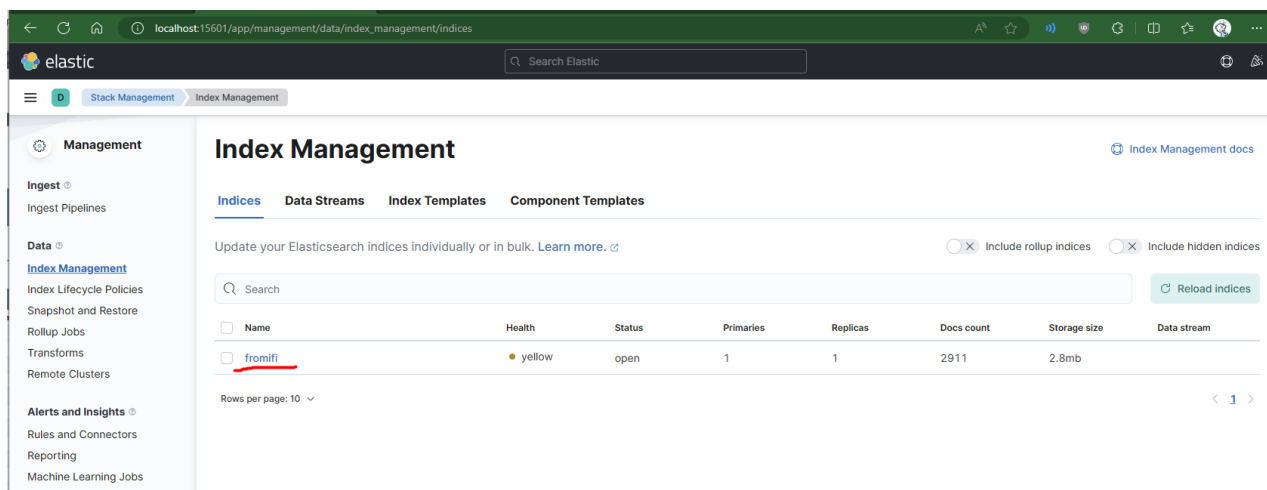 localhost:15601/app/management/data/index_management/indices
elastic
Search Elastic
D Stack Management Index Management
Management
Ingest
Ingest Pipelines
Data
Index Management
Index Lifecycle Policies
Snapshot and Restore
Rollup Jobs
Transforms
Remote Clusters
Alerts and Insights
Rules and Connectors
Reporting
Machine Learning Jobs
Index Management
Index Management docs
Indices Data Streams Index Templates Component Templates
Update your Elasticsearch indices individually or in bulk. Learn more. Include rollup indices Include hidden indices
Search Reload indices
Name Health Status Primaries Replicas Docs count Storage size Data stream
fromifi yellow open 1 1 2911 2.8mb
Rows per page: 10 1